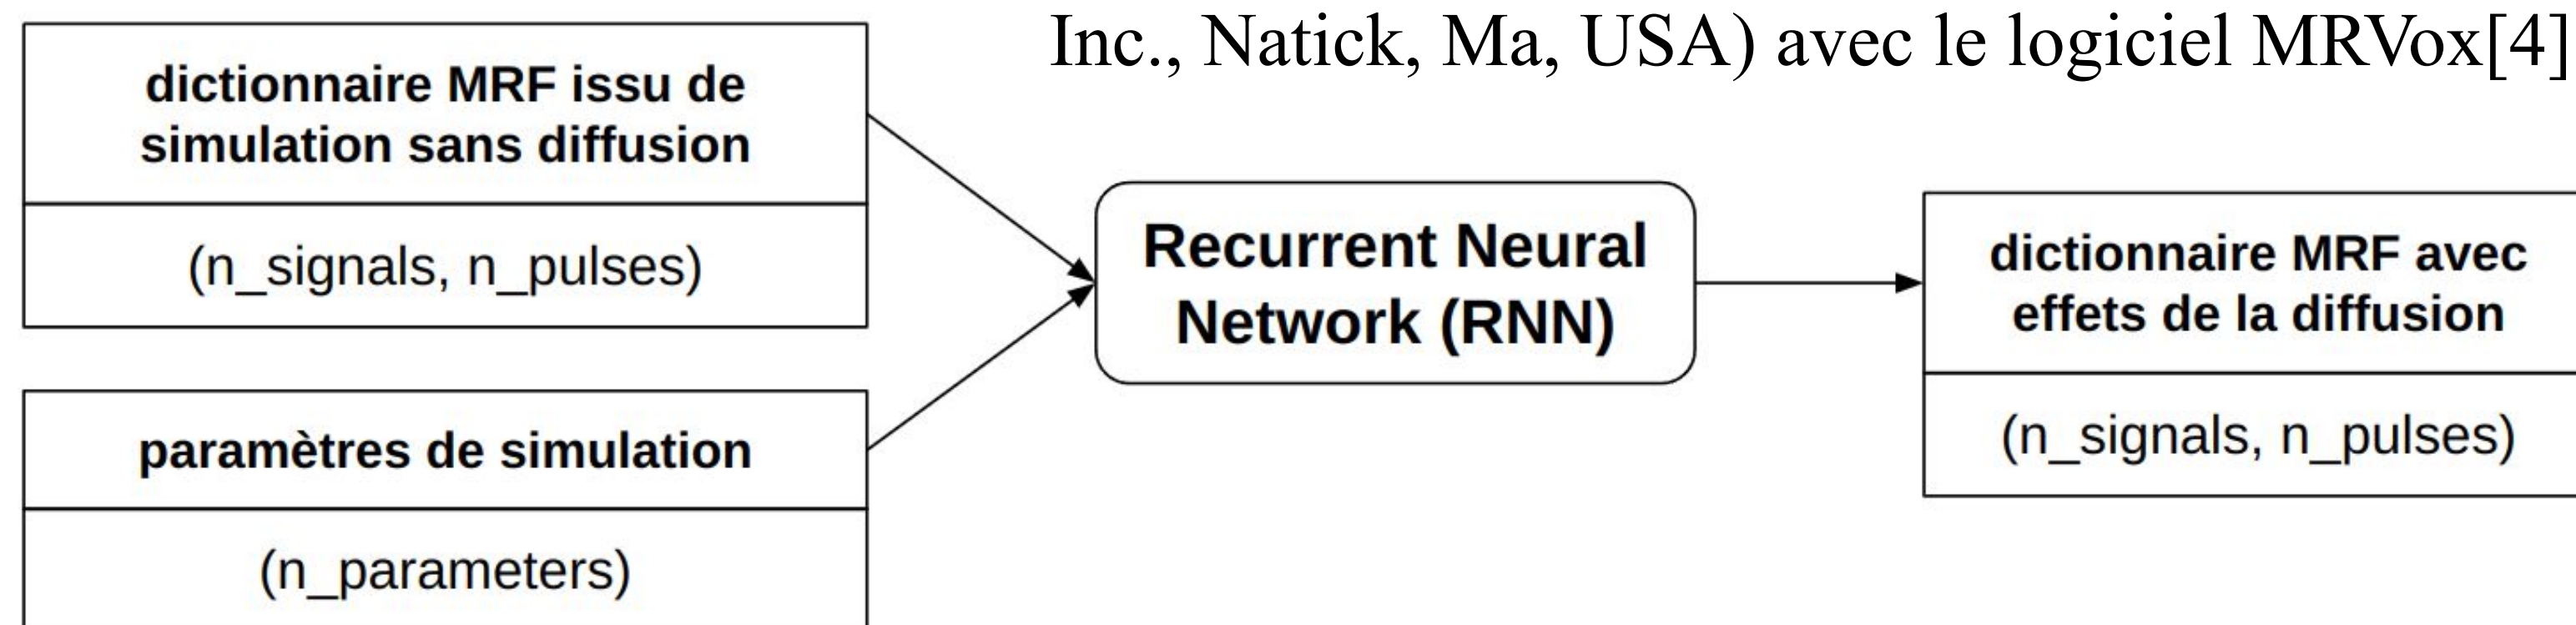 Inc., Natick, Ma, USA) avec le logiciel MRVox[4]
dictionnaire MRF issu de
simulation sans diffusion
(n_signals, n_pulses)
paramètres de simulation
(n_parameters)
Recurrent Neural
Network (RNN)
dictionnaire MRF avec
effets de la diffusion
(n_signals, n_pulses)